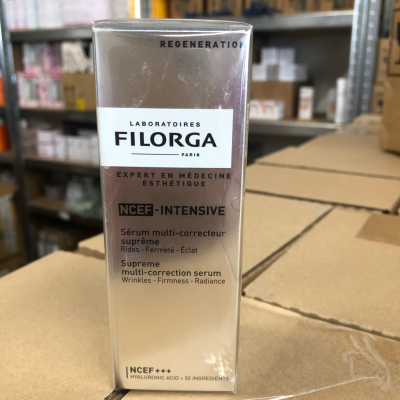 REGENERATION
LABORATOIRES
FILORGA
PARIS
EXPERT EN MÉDECINE
ESTHÉTIQUE
NCEF-INTENSIVE
Sérum multi-correcteur
suprême
Rides - Fermeté - Éclat
Supreme
multi-correction serum
Wrinkles - Firmness - Radiance
NCEF+++
HYALURONIC ACID + 50 INGREDIENTS